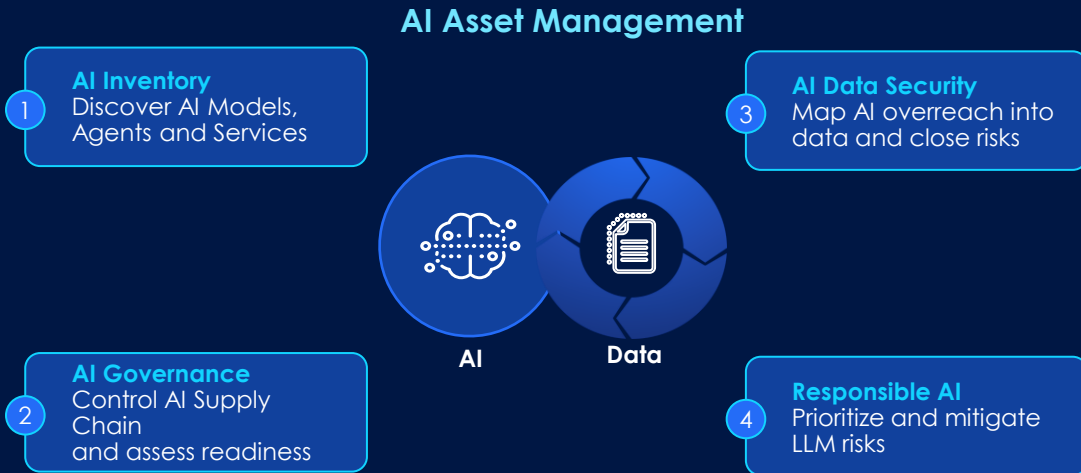 AI Asset Management
1
AI Inventory
Discover AI Models,
Agents and Services
2
AI Governance
Control AI Supply
Chain
and assess readiness
3
AI Data Security
Map AI overreach into
data and close risks
4
Responsible AI
Prioritize and mitigate
LLM risks
AI
Data